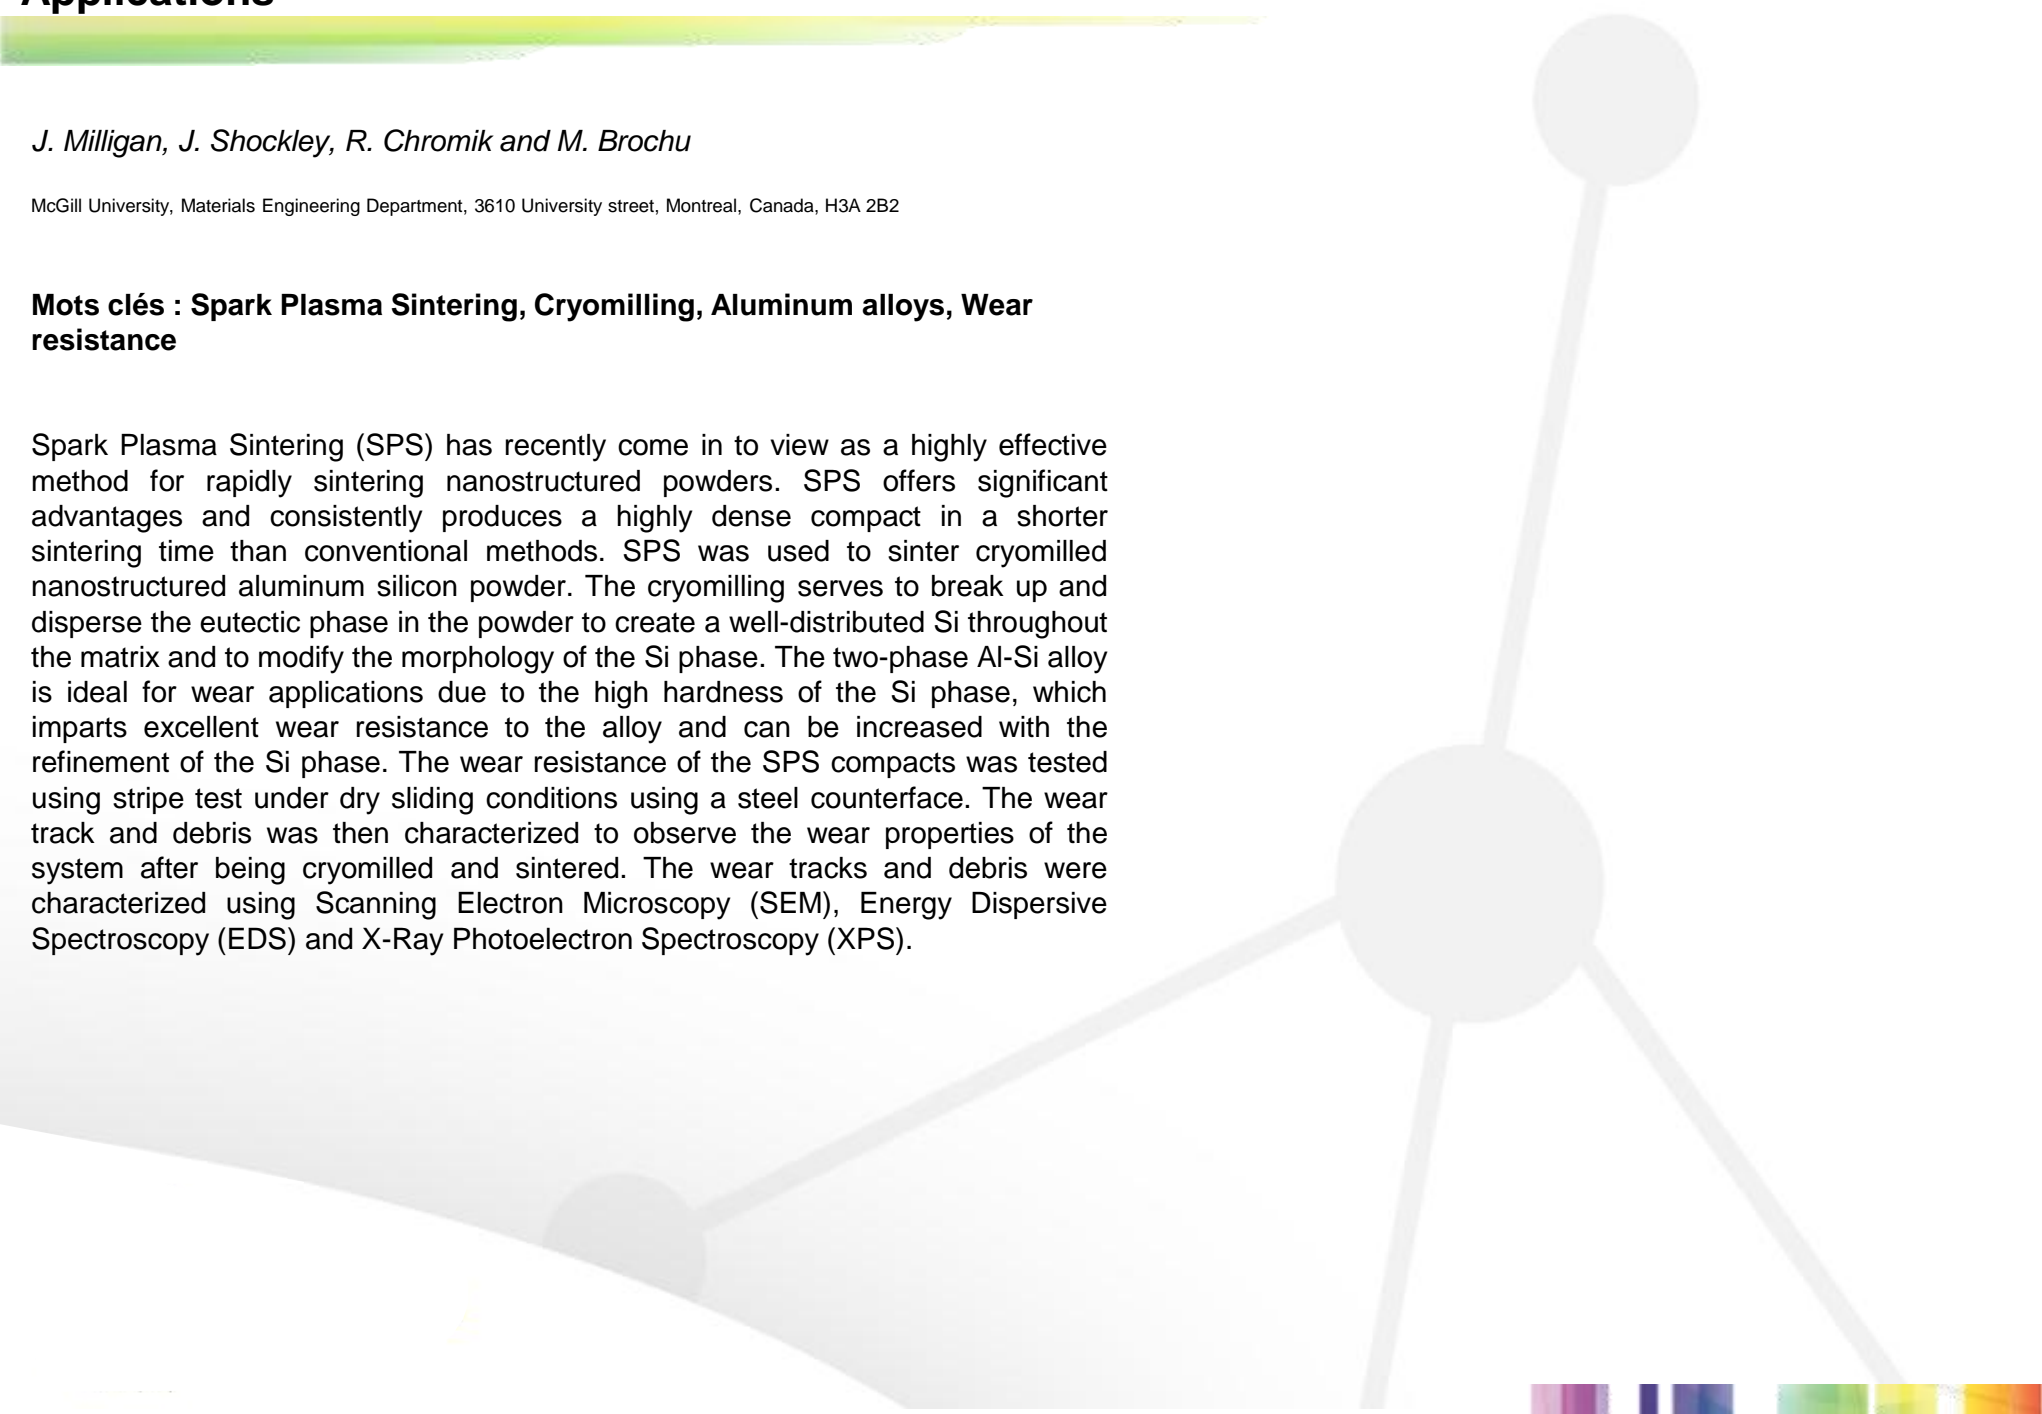 Applications
J. Milligan, J. Shockley, R. Chromik and M. Brochu
McGill University, Materials Engineering Department, 3610 University street, Montreal, Canada, H3A 2B2
Mots clés : Spark Plasma Sintering, Cryomilling, Aluminum alloys, Wear
resistance
Spark Plasma Sintering (SPS) has recently come in to view as a highly effective
method for rapidly sintering nanostructured powders. SPS offers significant
advantages and consistently produces a highly dense compact in a shorter
sintering time than conventional methods. SPS was used to sinter cryomilled
nanostructured aluminum silicon powder. The cryomilling serves to break up and
disperse the eutectic phase in the powder to create a well-distributed Si throughout
the matrix and to modify the morphology of the Si phase. The two-phase Al-Si alloy
is ideal for wear applications due to the high hardness of the Si phase, which
imparts excellent wear resistance to the alloy and can be increased with the
refinement of the Si phase. The wear resistance of the SPS compacts was tested
using stripe test under dry sliding conditions using a steel counterface. The wear
track and debris was then characterized to observe the wear properties of the
system after being cryomilled and sintered. The wear tracks and debris were
characterized using Scanning Electron Microscopy (SEM), Energy Dispersive
Spectroscopy (EDS) and X-Ray Photoelectron Spectroscopy (XPS).